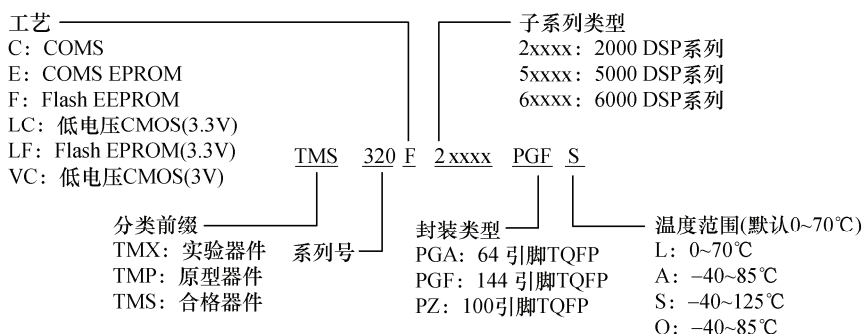 工艺
C：COMS
E：COMS EPROM
F：Flash EEPROM
LC：低电压CMOS(3.3V)
LF：Flash EPROM(3.3V)
VC：低电压CMOS(3V)
子系列类型
2xxxx：2000 DSP系列
5xxxx：5000 DSP系列
6xxxx：6000 DSP系列
TMS 320 F 2xxxx PGF S
分类前缀
TMX：实验器件
TMP：原型器件
TMS：合格器件
系列号
封装类型
PGA：64 引脚TQFP
PGF：144 引脚TQFP
PZ：100引脚TQFP
温度范围(默认0~70℃)
L：0~70℃
A：–40~85℃
S：–40~125℃
Q：–40~85℃